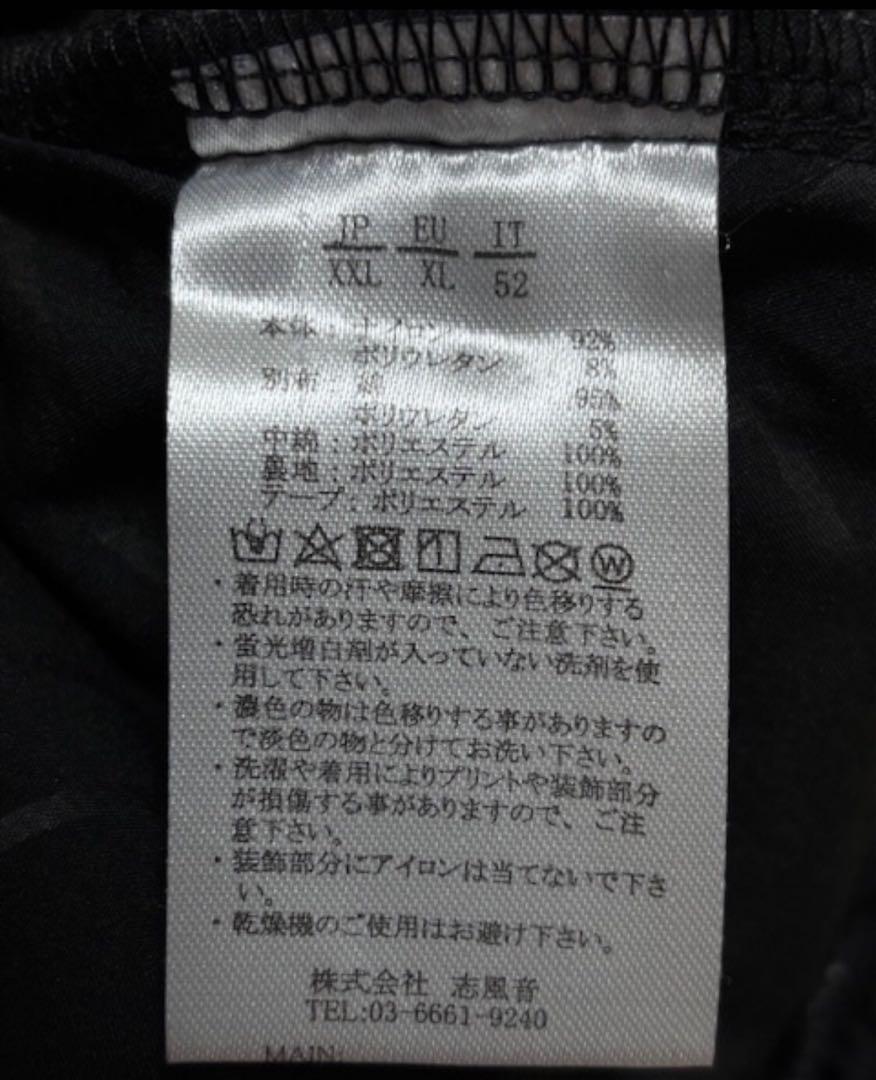 JP EU IT
XXL XL 52
本体：ナイロン 92%
ポリウレタン 8%
別布：綿 95%
ポリウレタン 5%
中綿：ポリエステル 100%
裏地：ポリエステル 100%
テープ：ポリエステル 100%
W
・着用時の汗や摩擦により色移りする
恐れがありますので、ご注意下さい。
・蛍光増白剤が入っていない洗剤を使
用して下さい。
・濃色の物は色移りする事がありますの
で淡色の物と分けてお洗い下さい。
・洗濯や着用によりプリントや装飾部分
が損傷する事がありますので、ご注
意下さい。
・装飾部分にアイロンは当てないで下さ
い。
・乾燥機のご使用はお避け下さい。
株式会社 志風音
TEL:03-6661-9240
MAIN: